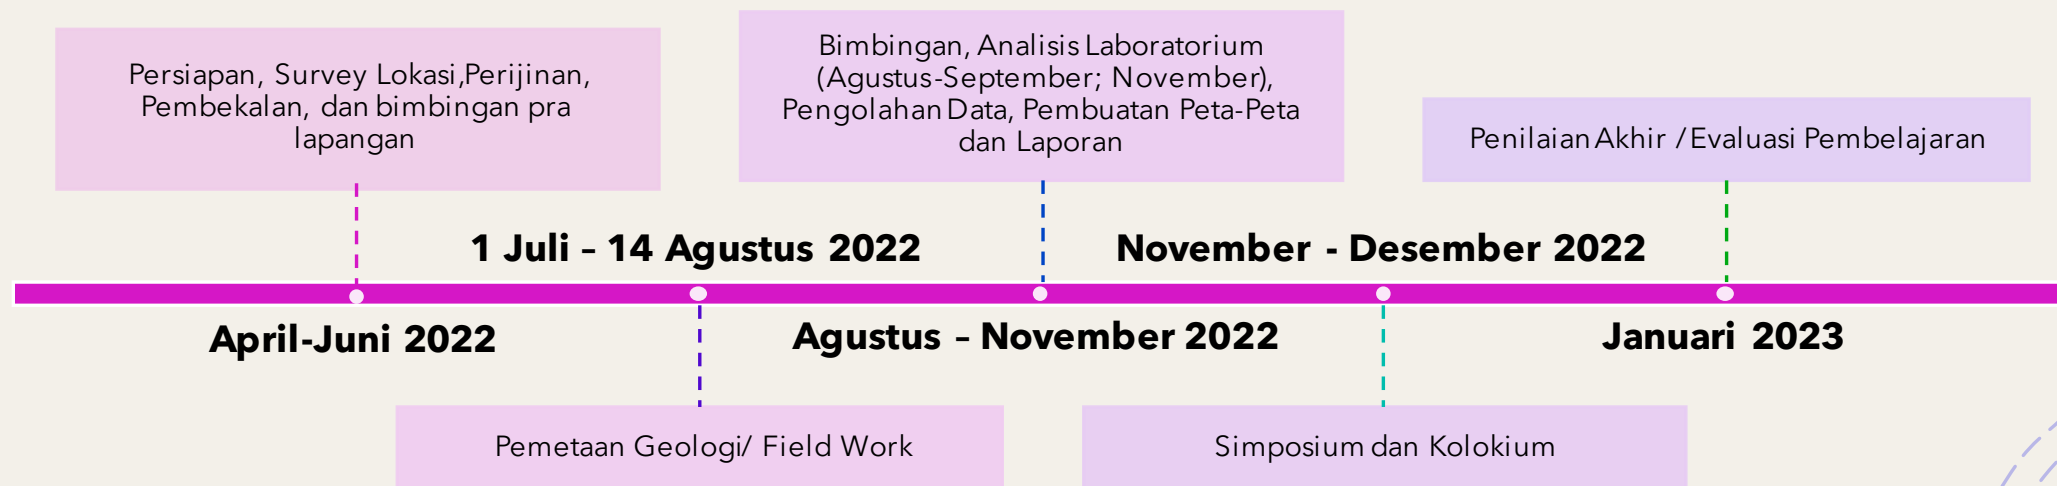 Persiapan, Survey Lokasi,Perijinan,
Pembekalan, dan bimbingan pra
lapangan
Bimbingan, Analisis Laboratorium
(Agustus-September; November),
Pengolahan Data, Pembuatan Peta-Peta
dan Laporan
Penilaian Akhir /Evaluasi Pembelajaran
1 Juli – 14 Agustus 2022
November - Desember 2022
April-Juni 2022
Agustus – November 2022
Januari 2023
Pemetaan Geologi/ Field Work
Simposium dan Kolokium